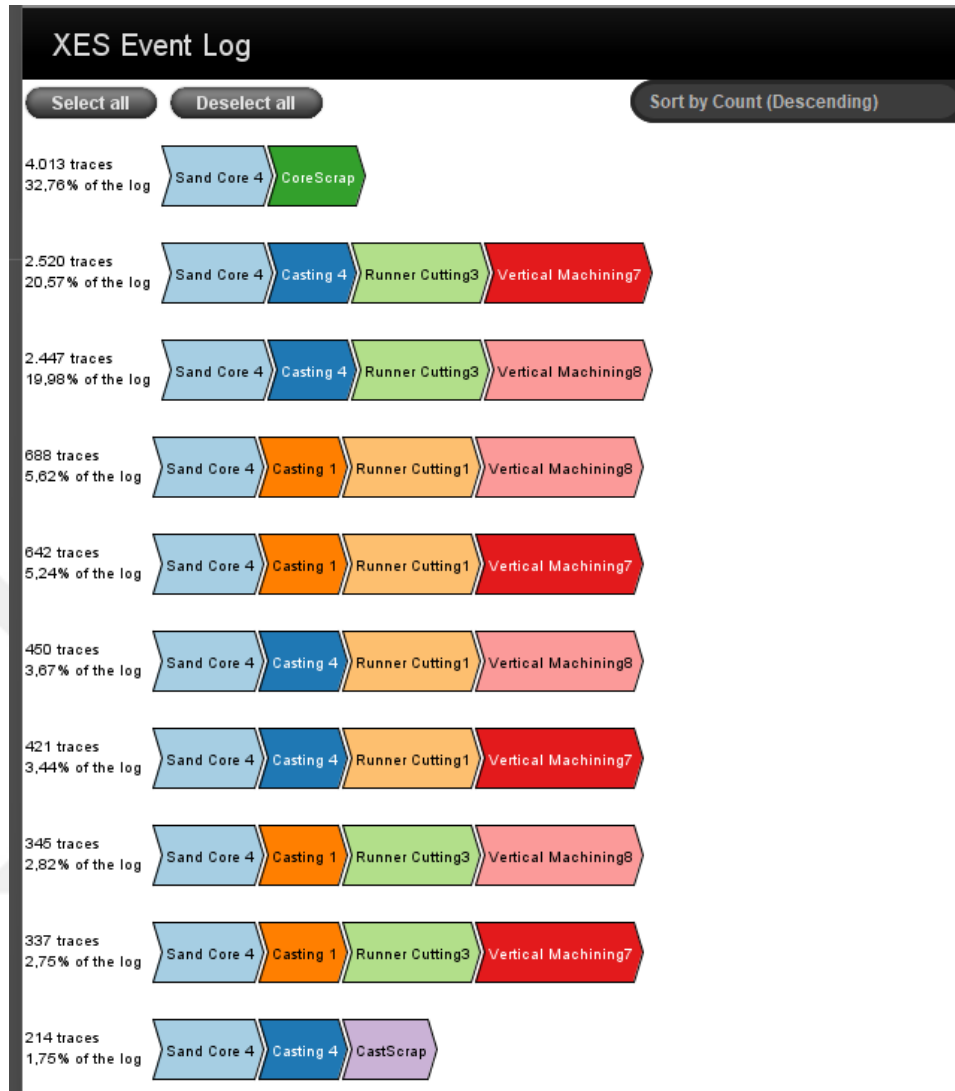 XES Event Log
Select all
Deselect all
Sort by Count (Descending)
4.013 traces
32,76% of the log
Sand Core 4 CoreScrap
2.520 traces
20,57% of the log
Sand Core 4 Casting 4 Runner Cutting3 Vertical Machining7
2.447 traces
19,98% of the log
Sand Core 4 Casting 4 Runner Cutting3 Vertical Machining8
688 traces
5,62% of the log
Sand Core 4 Casting 1 Runner Cutting1 Vertical Machining8
642 traces
5,24% of the log
Sand Core 4 Casting 1 Runner Cutting1 Vertical Machining7
450 traces
3,67% of the log
Sand Core 4 Casting 4 Runner Cutting1 Vertical Machining8
421 traces
3,44% of the log
Sand Core 4 Casting 4 Runner Cutting1 Vertical Machining7
345 traces
2,82% of the log
Sand Core 4 Casting 1 Runner Cutting3 Vertical Machining8
337 traces
2,75% of the log
Sand Core 4 Casting 1 Runner Cutting3 Vertical Machining7
214 traces
1,75% of the log
Sand Core 4 Casting 4 CastScrap